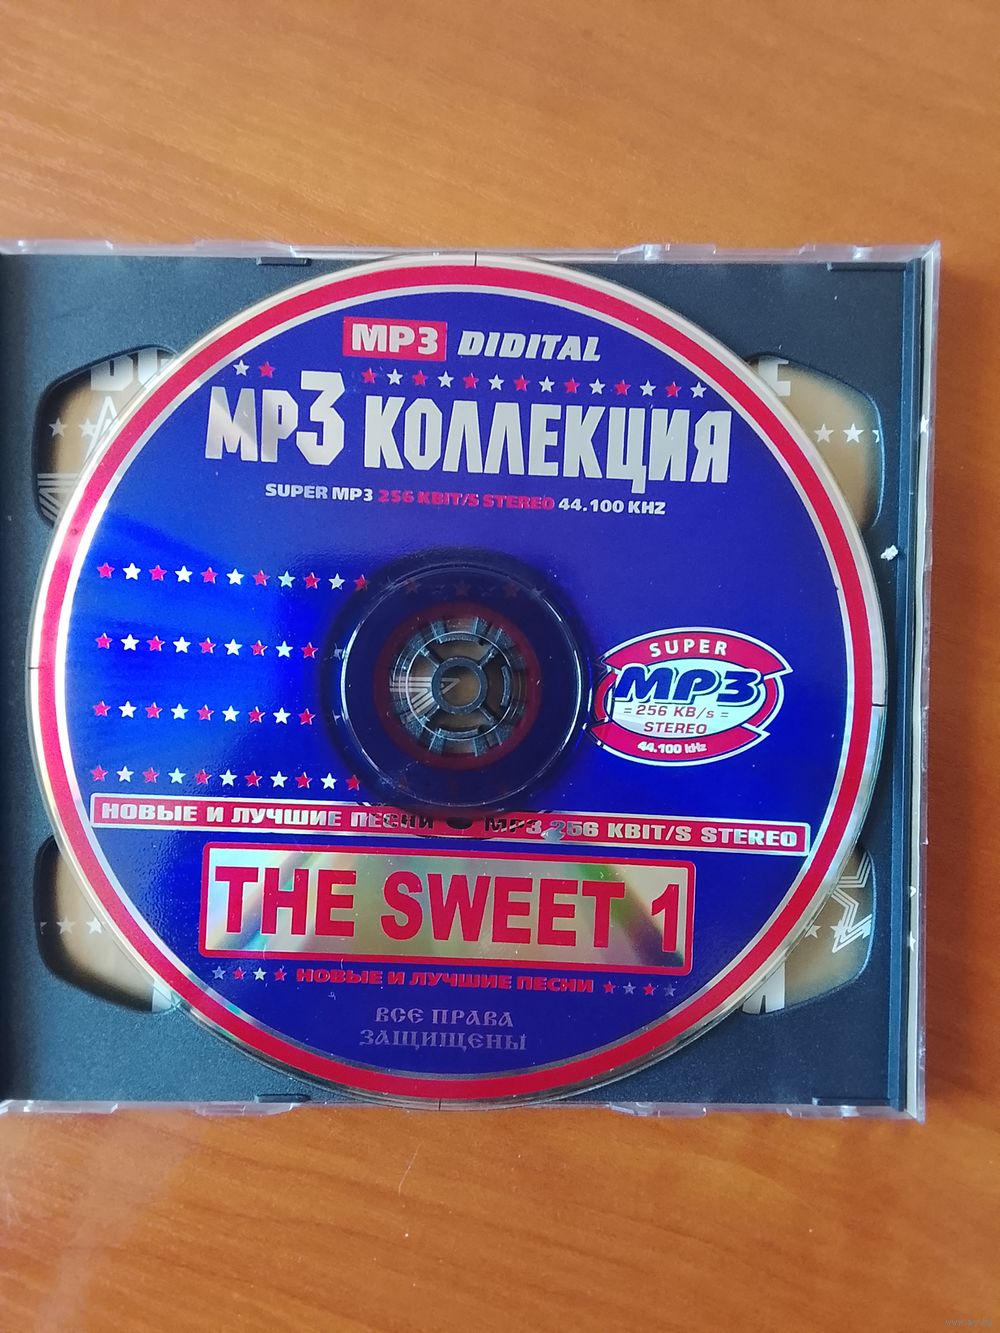 MP3 DIDITAL
MP3 КОЛЛЕКЦИЯ
SUPER MP3 256 KBIT/S STEREO 44.100 KHZ
SUPER
MP3
= 256 KB/s =
STEREO
44.100 kHz
НОВЫЕ И ЛУЧШИЕ ПЕСНИ ● MP3 256 KBIT/S STEREO
THE SWEET 1
НОВЫЕ И ЛУЧШИЕ ПЕСНИ
ВСЕ ПРАВА
ЗАЩИЩЕНЫ